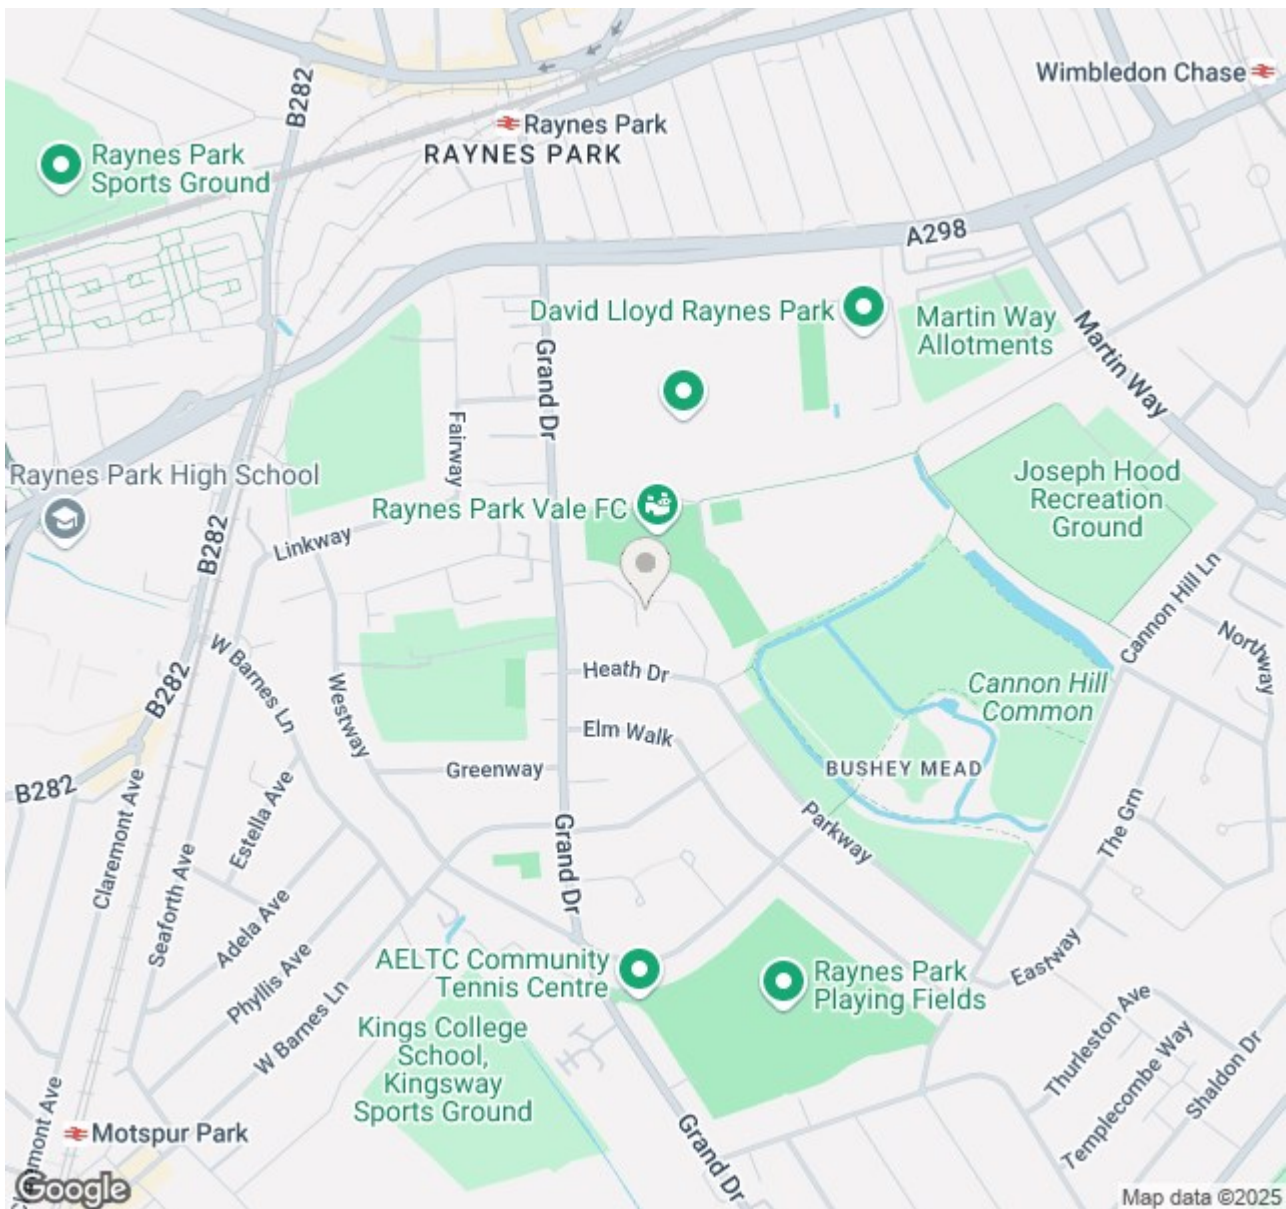 B282
Wimbledon Chase
Raynes Park
RAYNES PARK
Raynes Park
Sports Ground
A298
David Lloyd Raynes Park
Martin Way
Allotments
Martin Way
Grand Dr
Fairway
Raynes Park High School
Raynes Park Vale FC
Joseph Hood
Recreation
Ground
B282
Linkway
Cannon Hill Ln
Northway
W Barnes Ln
B282
Westway
Heath Dr
Cannon Hill
Common
Elm Walk
Greenway
BUSHEY MEAD
B282
Claremont Ave
Estella Ave
Grand Dr
Parkway
The Grn
Seaforth Ave
Adela Ave
Phyllis Ave
AELTC Community
Tennis Centre
Raynes Park
Playing Fields
Eastway
W Barnes Ln
Kings College
School,
Kingsway
Sports Ground
Thurleston Ave
Templecombe Way
Shaldon Dr
Claremont Ave
Motspur Park
Grand Dr
Google
Map data ©2025